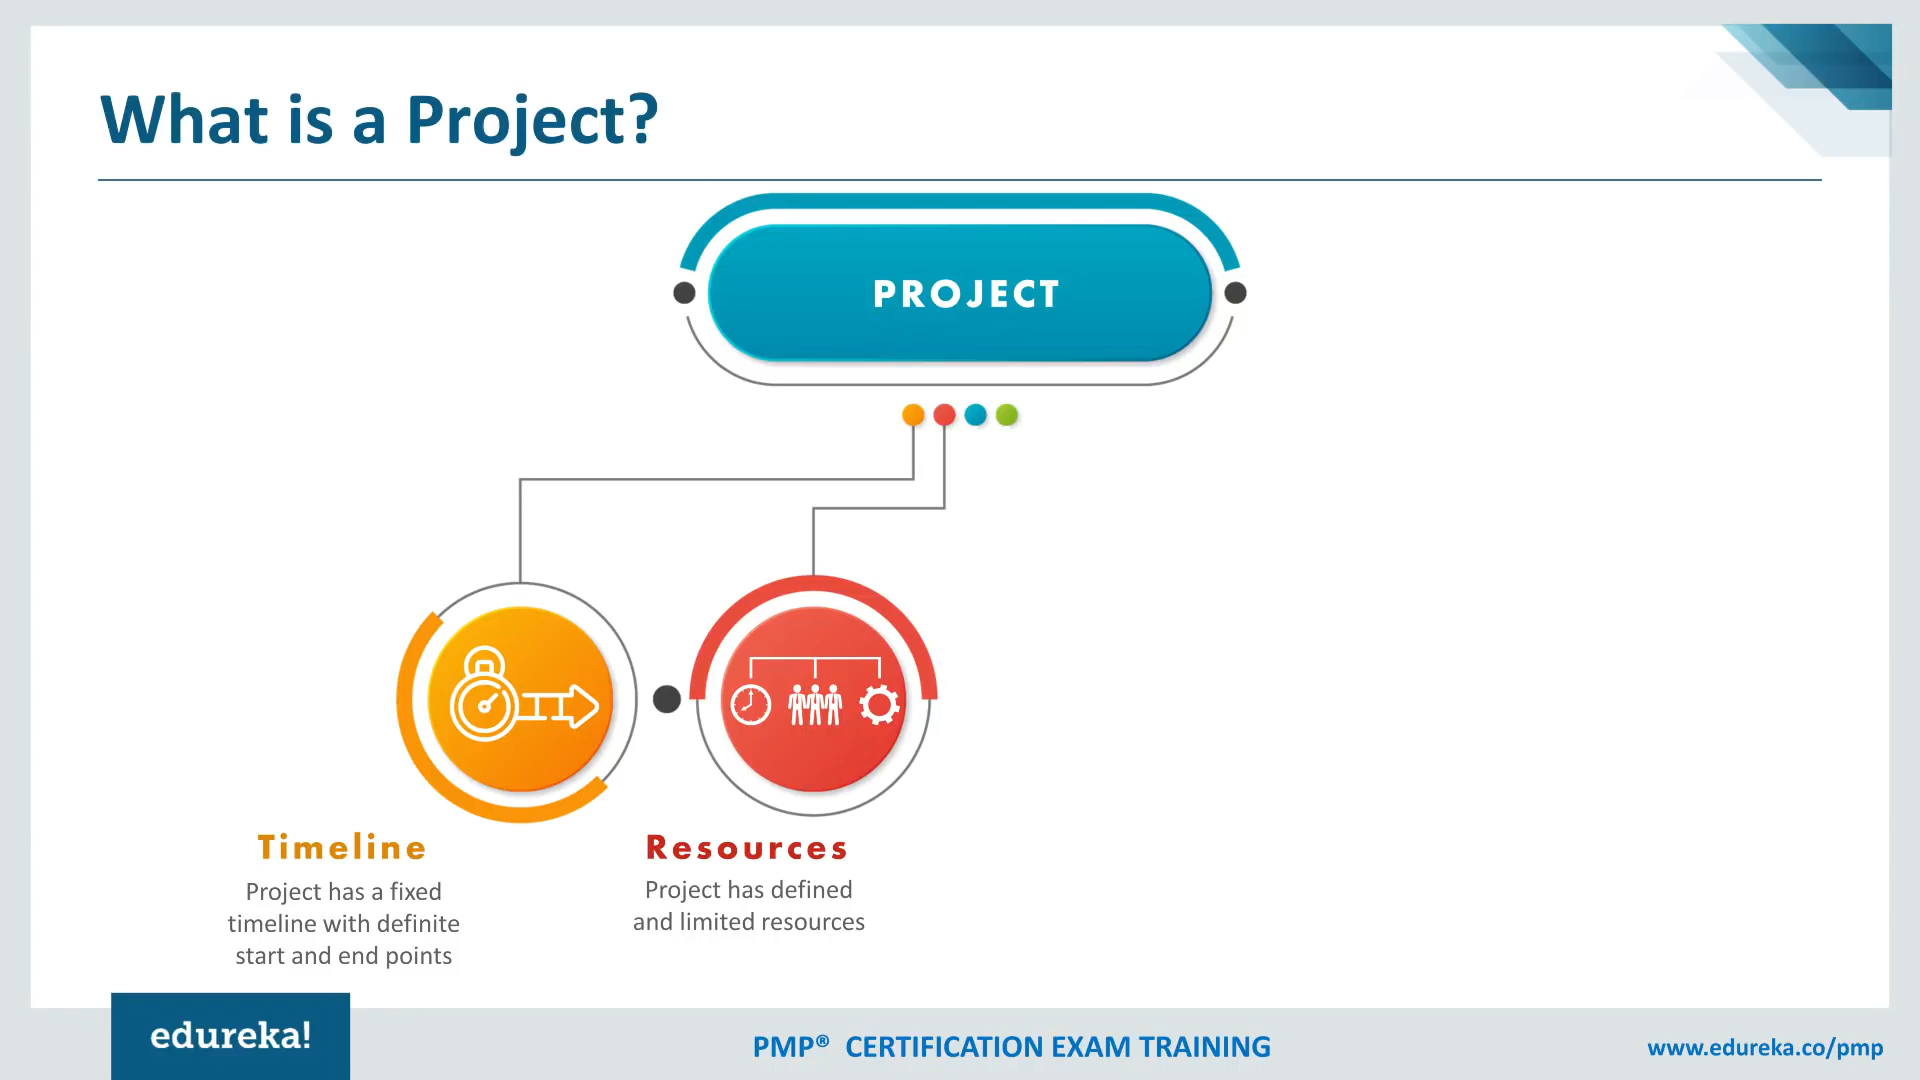 What is a Project?
PROJECT
Timeline
Project has a fixed
timeline with definite
start and end points
Resources
Project has defined
and limited resources
edureka!
PMP® CERTIFICATION EXAM TRAINING
www.edureka.co/pmp